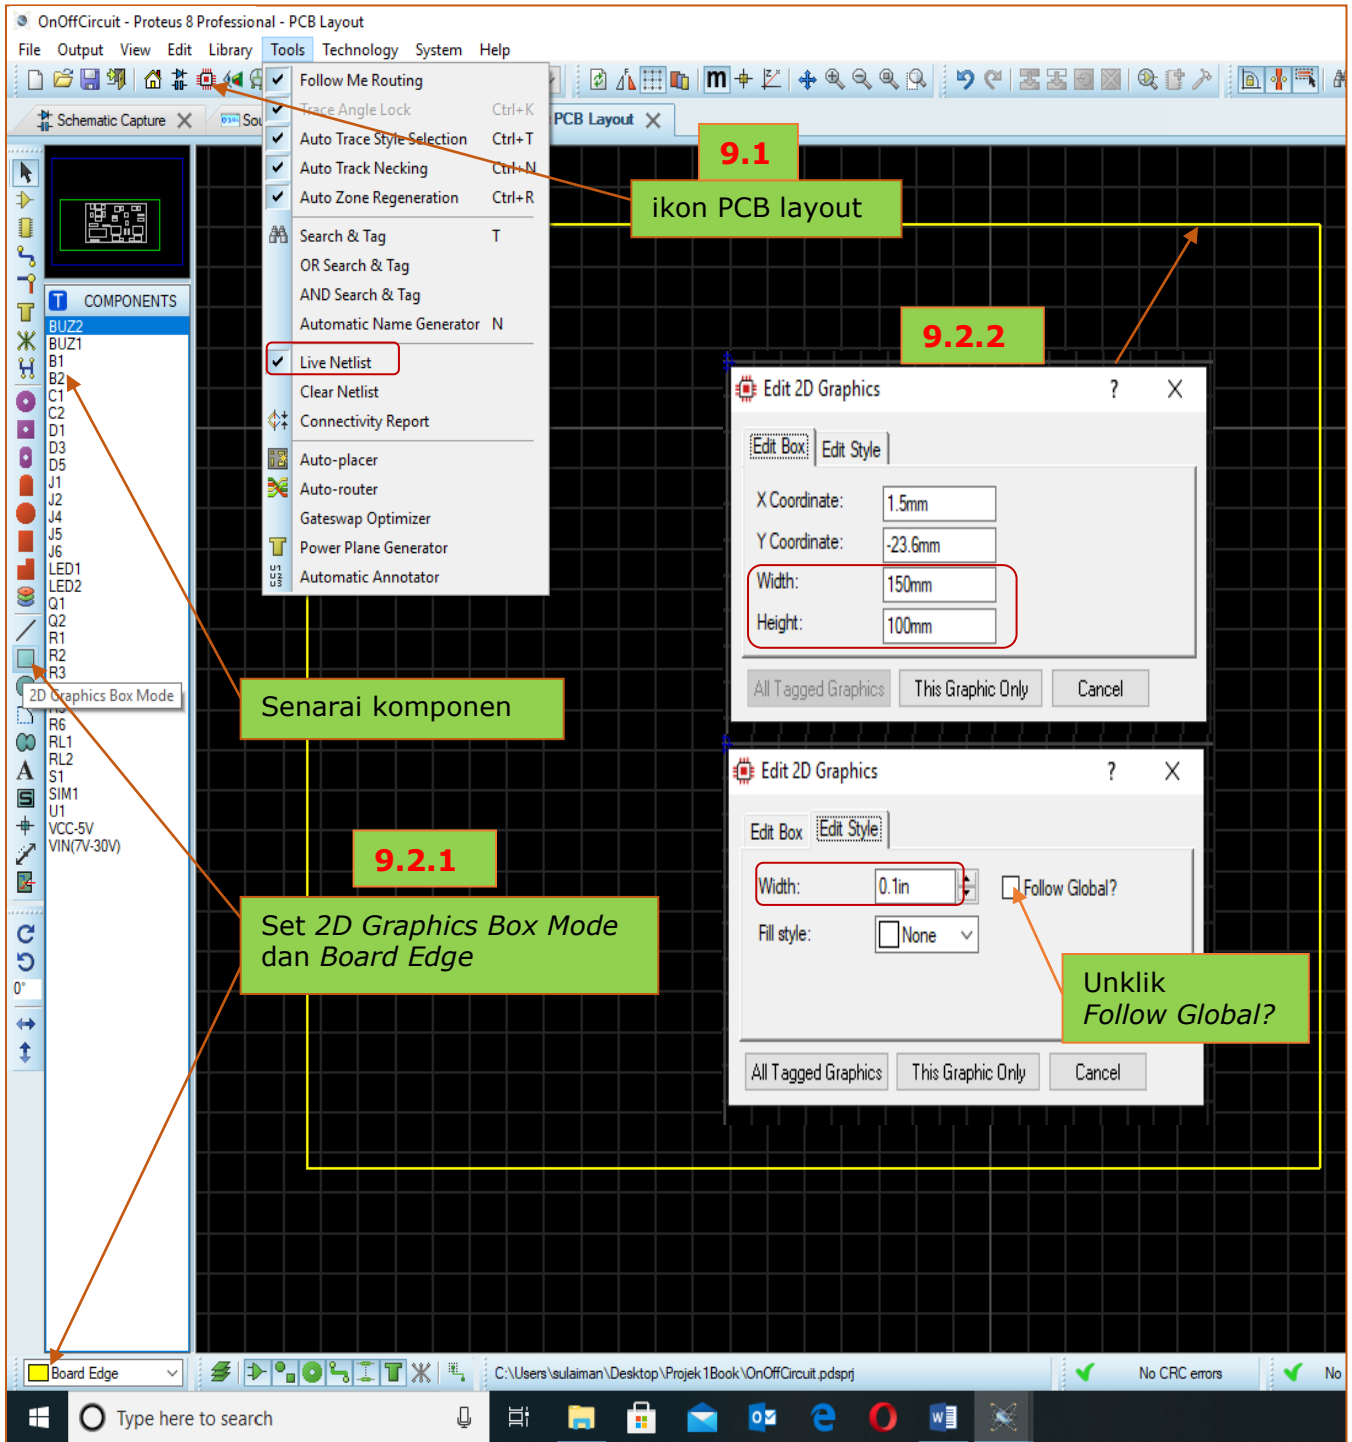 OnOffCircuit - Proteus 8 Professional - PCB Layout
File Output View Edit Library Tools Technology System Help
Schematic Capture
Sou
PCB Layout
Follow Me Routing
Trace Angle Lock Ctrl+K
Auto Trace Style Selection Ctrl+T
Auto Track Necking Ctrl+N
Auto Zone Regeneration Ctrl+R
Search & Tag T
OR Search & Tag
AND Search & Tag
Automatic Name Generator N
Live Netlist
Clear Netlist
Connectivity Report
Auto-placer
Auto-router
Gateswap Optimizer
Power Plane Generator
Automatic Annotator
9.1
ikon PCB layout
T COMPONENTS
BUZ2
BUZ1
B1
B2
C1
C2
D1
D3
D5
J1
J2
J4
J5
J6
LED1
LED2
Q1
Q2
R1
R2
R3
2D Graphics Box Mode
R6
RL1
RL2
S1
SIM1
U1
VCC-5V
VIN(7V-30V)
0°
Senarai komponen
9.2.1
Set 2D Graphics Box Mode
dan Board Edge
9.2.2
Edit 2D Graphics ?
Edit Box Edit Style
X Coordinate: 1.5mm
Y Coordinate: -23.6mm
Width: 150mm
Height: 100mm
All Tagged Graphics This Graphic Only Cancel
Edit 2D Graphics ?
Edit Box Edit Style
Width: 0.1in Follow Global?
Fill style: None
Unklik
Follow Global?
All Tagged Graphics This Graphic Only Cancel
Board Edge
C:\Users\sulaiman\Desktop\Projek1Book\OnOffCircuit.pdsprj
No CRC errors
No
Type here to search